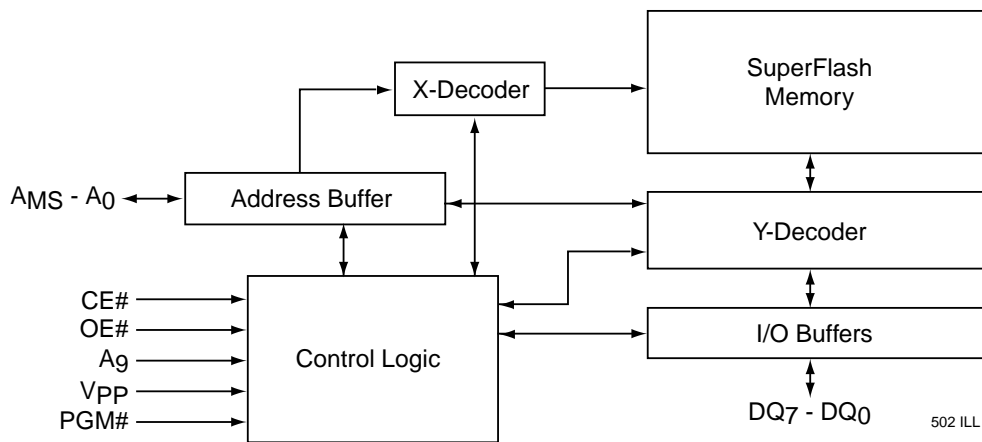 SuperFlash
Memory
X-Decoder
AMS - A0
Address Buffer
Y-Decoder
CE#
OE#
A9
VPP
PGM#
Control Logic
I/O Buffers
DQ7 - DQ0
502 ILL